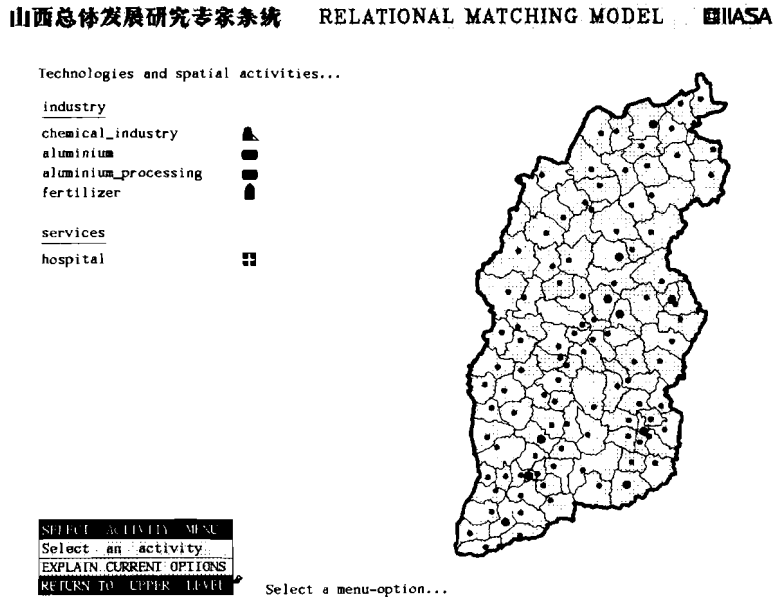 山西总体发展研究专家系统 RELATIONAL MATCHING MODEL IIASA
Technologies and spatial activities...
industry
chemical_industry
aluminium
aluminium_processing
fertilizer
services
hospital
SELECT ACTIVITY MENU
Select an activity
EXPLAIN CURRENT OPTIONS
RETURN TO UPPER LEVEL
Select a menu-option...